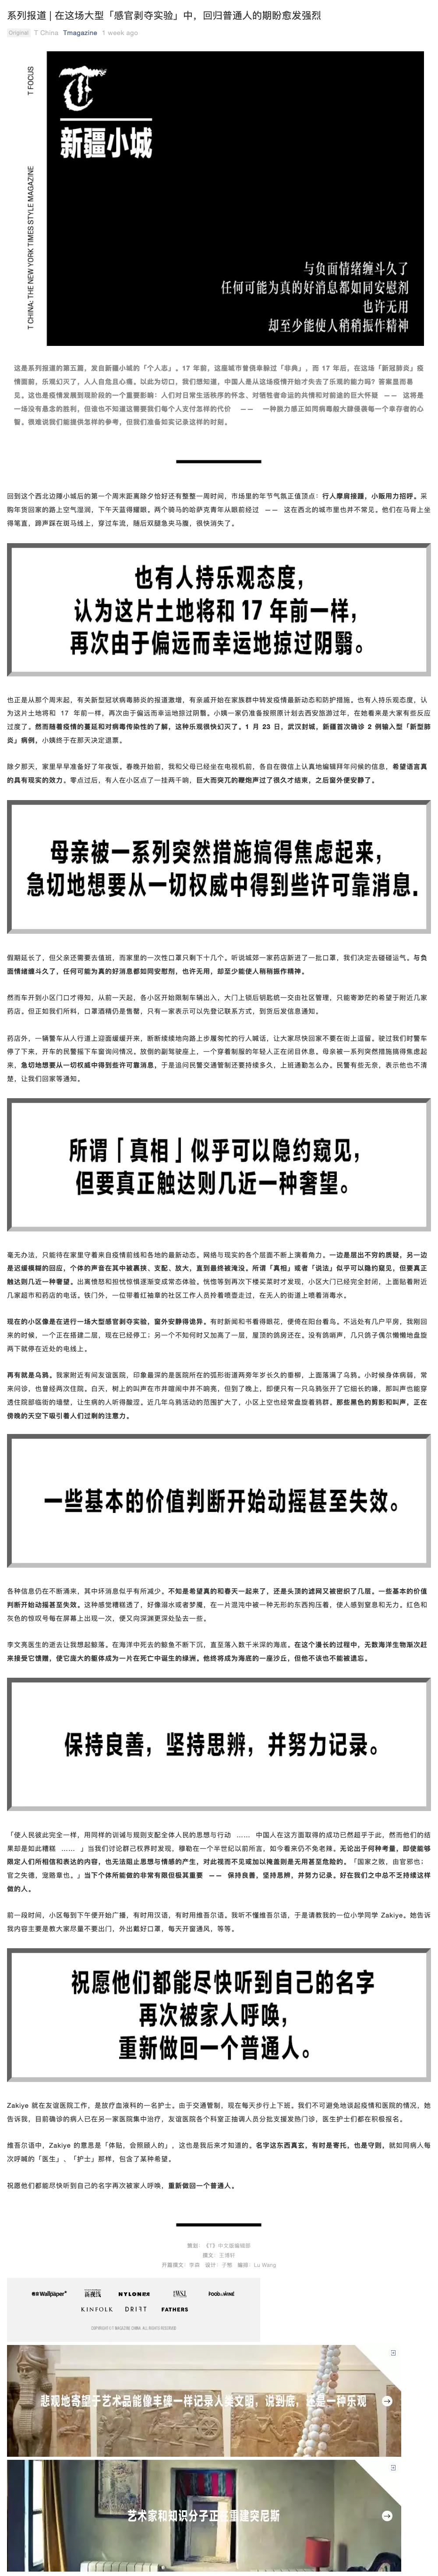 系列报道 | 在这场大型「感官剥夺实验」中，回归普通人的期盼愈发强烈
Original T China Tmagazine 1 week ago
T FOCUS
T CHINA: THE NEW YORK TIMES STYLE MAGAZINE
新疆小城
与负面情绪缠斗久了
任何可能为真的好消息都如同安慰剂
也许无用
却至少能使人稍稍振作精神
这是系列报道的第五篇，发自新疆小城的「个人志」。17 年前，这座城市曾侥幸躲过「非典」，而 17 年后，在这场「新冠肺炎」疫
情面前，乐观幻灭了，人人自危且心痛。以此为切口，我们想知道，中国人是从这场疫情开始才失去了乐观的能力吗？答案显而易
见。这也是疫情发展到现阶段的一个重要影响：人们对日常生活秩序的怀念、对牺牲者命运的共情和对前途的巨大怀疑 —— 这将是
一场没有悬念的胜利，但谁也不知道这需要我们每个人支付怎样的代价 —— 一种脱力感正如同病毒般大肆侵袭每一个幸存者的心
智。很难说我们能提供怎样的参考，但我们准备如实记录这样的时刻。
回到这个西北边陲小城后的第一个周末距离除夕恰好还有整整一周时间，市场里的年节气氛正值顶点：行人摩肩接踵，小贩用力招呼。采
购年货回家的路上空气湿润，下午天蓝得耀眼。两个骑马的哈萨克青年从眼前经过 —— 这在西北的城市里也并不常见。他们在马背上坐
得笔直，蹄声踩在斑马线上，穿过车流，随后双腿急夹马腹，很快消失了。
也有人持乐观态度，
认为这片土地将和 17 年前一样，
再次由于偏远而幸运地掠过阴翳。
也正是从那个周末起，有关新型冠状病毒肺炎的报道激增，有亲戚开始在家族群中转发疫情最新动态和防护措施。也有人持乐观态度，认
为这片土地将和 17 年前一样，再次由于偏远而幸运地掠过阴翳。小姨一家仍准备按照原计划去西安旅游过年，在她看来是大家有些反应
过度了。然而随着疫情的蔓延和对病毒传染性的了解，这种乐观很快幻灭了。1 月 23 日，武汉封城，新疆首次确诊 2 例输入型「新型肺
炎」病例，小姨终于在那天决定退票。
除夕那天，家里早早准备好了年夜饭。春晚开始前，我和父母已经坐在电视机前，各自在微信上认真地编辑拜年问候的信息，希望语言真
的具有现实的效力。零点过后，有人在小区点了一挂两千响，巨大而突兀的鞭炮声过了很久才结束，之后窗外便安静了。
母亲被一系列突然措施搞得焦虑起来，
急切地想要从一切权威中得到些许可靠消息.
假期延长了，但父亲还需要去值班，而家里的一次性口罩只剩下十几个。听说城郊一家药店新进了一批口罩，我们决定去碰碰运气。与负
面情绪缠斗久了，任何可能为真的好消息都如同安慰剂，也许无用，却至少能使人稍稍振作精神。
然而车开到小区门口才得知，从前一天起，各小区开始限制车辆出入，大门上锁后钥匙统一交由社区管理，只能寄渺茫的希望于附近几家
药店。但正如我们所料，口罩酒精仍是售罄，只有一家表示可以先登记联系方式，到货后发信息通知。
药店外，一辆警车从人行道上迎面缓缓开来，断断续续地向路上步履匆忙的行人喊话，让大家尽快回家不要在街上逗留。驶过我们时警车
停了下来，开车的民警摇下车窗询问情况。放倒的副驾驶座上，一个穿着制服的年轻人正在闭目休息。母亲被一系列突然措施搞得焦虑起
来，急切地想要从一切权威中得到些许可靠消息，于是追问民警交通管制还要持续多久，上班通勤怎么办。民警有些无奈，表示他也不清
楚，让我们回家等通知。
所谓「真相」似乎可以隐约窥见，
但要真正触达则几近一种奢望。
毫无办法，只能待在家里守着来自疫情前线和各地的最新动态。网络与现实的各个层面不断上演着角力。一边是层出不穷的质疑，另一边
是迟缓模糊的回应，个体的声音在其中被裹挟、支配、放大，直到最终被淹没。所谓「真相」或者「说法」似乎可以隐约窥见，但要真正
触达则几近一种奢望。出离愤怒和担忧惊惧逐渐变成常态体验，恍惚等到再次下楼买菜时才发现，小区大门已经完全封闭，上面贴着附近
几家超市和药店的电话。铁门外，一位带着红袖章的社区工作人员拎着喷壶走过，在无人的街道上喷着消毒水。
现在的小区像是在进行一场大型感官剥夺实验，窗外安静得诡异。有时新闻和书看得眼花，便倚在阳台看鸟。不远处有几户平房，我刚回
来的时候，一个正在搭建二层，现在已经停工；另一个不知何时又加高了一层，屋顶的鸽房还在。没有鸽哨声，几只鸽子偶尔懒懒地盘旋
两下就停在近处的电线上。
再有就是乌鸦。我家附近有间友谊医院，印象最深的是医院所在的弧形街道两旁年岁长久的垂柳，上面落满了乌鸦。小时候身体病弱，常
来问诊，也曾经两次住院。白天，树上的叫声在市井喧闹中并不响亮，但到了晚上，即便只有一只乌鸦张开了它细长的喙，那叫声也能穿
透住院部临街的墙壁，让生病的人听得酸涩。近几年乌鸦活动的范围扩大了，小区上空也经常盘旋着鸦群。那些黑色的剪影和叫声，正在
傍晚的天空下吸引着人们过剩的注意力。
一些基本的价值判断开始动摇甚至失效。
各种信息仍在不断涌来，其中坏消息似乎有所减少。不知是希望真的和春天一起来了，还是头顶的滤网又被密织了几层。一些基本的价值
判断开始动摇甚至失效。这种感觉糟糕透了，好像溺水或者梦魇，在一片混沌中被一种无形的东西拘压着，使人感到窒息和无力。红色和
灰色的惊叹号每在屏幕上出现一次，便又向深渊更深处坠去一些。
李文亮医生的逝去让我想起鲸落。在海洋中死去的鲸鱼不断下沉，直至落入数千米深的海底。在这个漫长的过程中，无数海洋生物渐次赶
来接受它馈赠，使它庞大的躯体成为一片在死亡中诞生的绿洲。他终将成为海底的一座沙丘，但他不该也不能被遗忘。
保持良善，坚持思辨，并努力记录。
「使人民彼此完全一样，用同样的训诫与规则支配全体人民的思想与行动 …… 中国人在这方面取得的成功已然超乎于此，然而他们的结
果却是如此糟糕 …… 」当我们讨论群己权界时发现，穆勒在一个半世纪以前所言，如今看来仍不免老辣。无论出于何种考量，即使能够
限定人们所相信和表达的内容，也无法阻止思想与情感的产生，对此视而不见或加以掩盖则是无用甚至危险的。「国家之败，由官邪也；
官之失德，宠赂章也。」当下个体所能做的非常有限但极其重要 —— 保持良善，坚持思辨，并努力记录。好在我们之中总不乏持续这样
做的人。
前一段时间，小区每到下午便开始广播，有时用汉语，有时用维吾尔语。我听不懂维吾尔语，于是请教我的一位小学同学 Zakiye。她告诉
我内容主要是教大家尽量不要出门，外出戴好口罩，每天开窗通风，等等。
祝愿他们都能尽快听到自己的名字
再次被家人呼唤，
重新做回一个普通人。
Zakiye 就在友谊医院工作，是放疗血液科的一名护士。由于交通管制，现在每天步行上下班。我们不可避免地谈起疫情和医院的情况，她
告诉我，目前确诊的病人已在另一家医院集中治疗，友谊医院各个科室正抽调人员分批支援发热门诊，医生护士们都在积极报名。
维吾尔语中，Zakiye 的意思是「体贴，会照顾人的」，这也是我后来才知道的。名字这东西真玄，有时是寄托，也是守则，就如同病人每
次呼喊的「医生」、「护士」那样，包含了某种希望。
祝愿他们都能尽快听到自己的名字再次被家人呼唤，重新做回一个普通人。
策划：《T》中文版编辑部
撰文：王博轩
开篇撰文：李森 设计：子憨 编辑：Lu Wang
Wallpaper* 新视线 NYLON WSJ. FOOD&WINE
KINFOLK DRIFT FATHERS
COPYRIGHT© T MAGAZINE CHINA. ALL RIGHTS RESERVED.
悲观地寄望于艺术品能像丰碑一样记录人类文明，说到底，还是一种乐观
艺术家和知识分子正在重建突尼斯